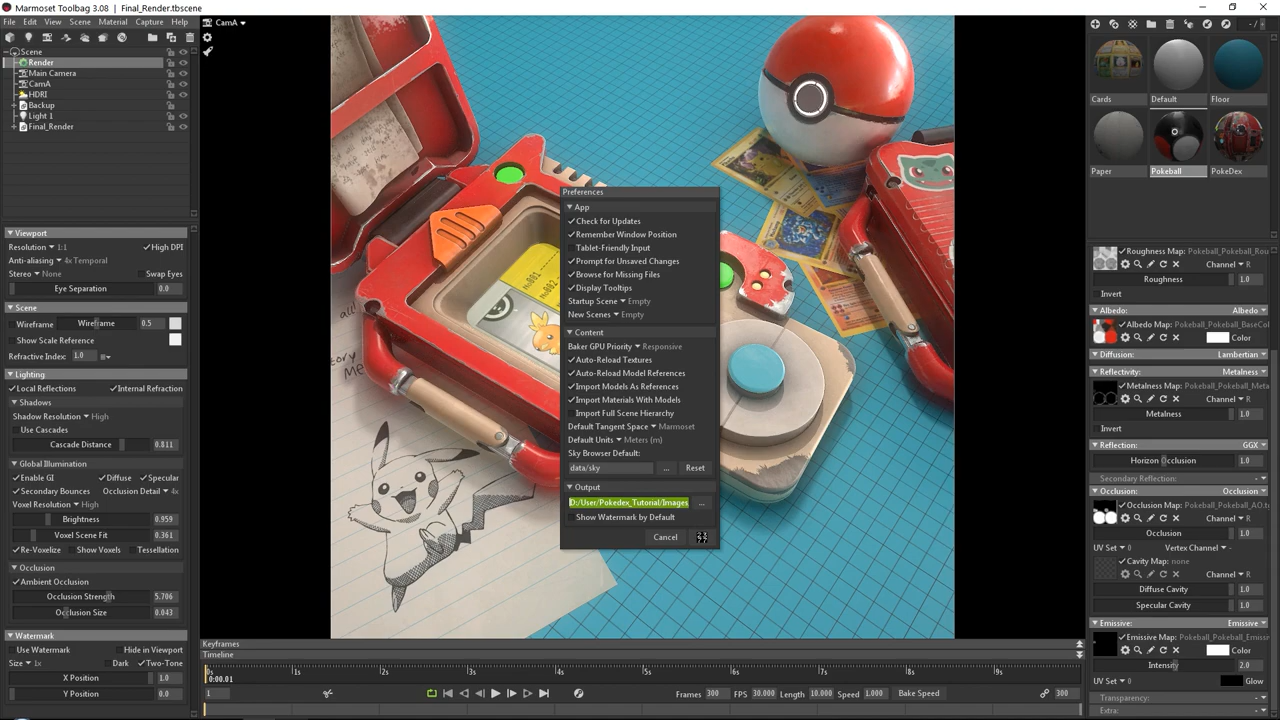 Marmoset Toolbag 3.08 | Final_Render.tbscene
File Edit View Scene Material Capture Help
CamA
Scene
Render
Main Camera
CamA
HDRI
Backup
Light 1
Final_Render
Viewport
Resolution 1:1 High DPI
Anti-aliasing 4x Temporal
Stereo None Swap Eyes
Eye Separation 0.0
Scene
Wireframe Wireframe 0.5
Show Scale Reference
Refractive Index: 1.0
Lighting
Local Reflections Internal Refraction
Shadows
Shadow Resolution High
Use Cascades
Cascade Distance 0.811
Global Illumination
Enable GI Diffuse Specular
Secondary Bounces Occlusion Detail 4x
Voxel Resolution High
Brightness 0.959
Voxel Scene Fit 0.361
Re-Voxelize Show Voxels Tessellation
Occlusion
Ambient Occlusion
Occlusion Strength 5.706
Occlusion Size 0.043
Watermark
Use Watermark Hide in Viewport
Size 1x Dark Two-Tone
X Position 1.0
Y Position 0.0
No.001
No.002
all
Me
Preferences
App
Check for Updates
Remember Window Position
Tablet-Friendly Input
Prompt for Unsaved Changes
Browse for Missing Files
Display Tooltips
Startup Scene Empty
New Scenes Empty
Content
Baker GPU Priority Responsive
Auto-Reload Textures
Auto-Reload Model References
Import Models As References
Import Materials With Models
Import Full Scene Hierarchy
Default Tangent Space Marmoset
Default Units Meters (m)
Sky Browser Default:
data/sky ... Reset
Output
D:/User/Pokedex_Tutorial/Images ...
Show Watermark by Default
Cancel
Keyframes
Timeline
0s 1s 2s 3s 4s 5s 6s 7s 8s 9s
0:00.01
1 Frames 300 FPS 30.000 Length 10.000 Speed 1.000 Bake Speed 300
Cards Default Floor
Paper Pokeball PokeDex
Roughness Map: Pokeball_Pokeball_Rou
Channel R
Roughness 1.0
Invert
Albedo:
Albedo Map: Pokeball_Pokeball_BaseCol
Color
Diffusion: Lambertian
Reflectivity: Metalness
Metalness Map: Pokeball_Pokeball_Meta
Channel R
Metalness 1.0
Invert
Reflection: GGX
Horizon Occlusion 1.0
Secondary Reflection:
Occlusion: Occlusion
Occlusion Map: Pokeball_Pokeball_AO.t
Channel R
Occlusion 1.0
UV Set 0 Vertex Channel -
Cavity Map: none
Channel R
Diffuse Cavity 1.0
Specular Cavity 1.0
Emissive: Emissive
Emissive Map: Pokeball_Pokeball_Emissi
Color
Intensity 2.0
UV Set 0 Glow
Transparency:
Extra: